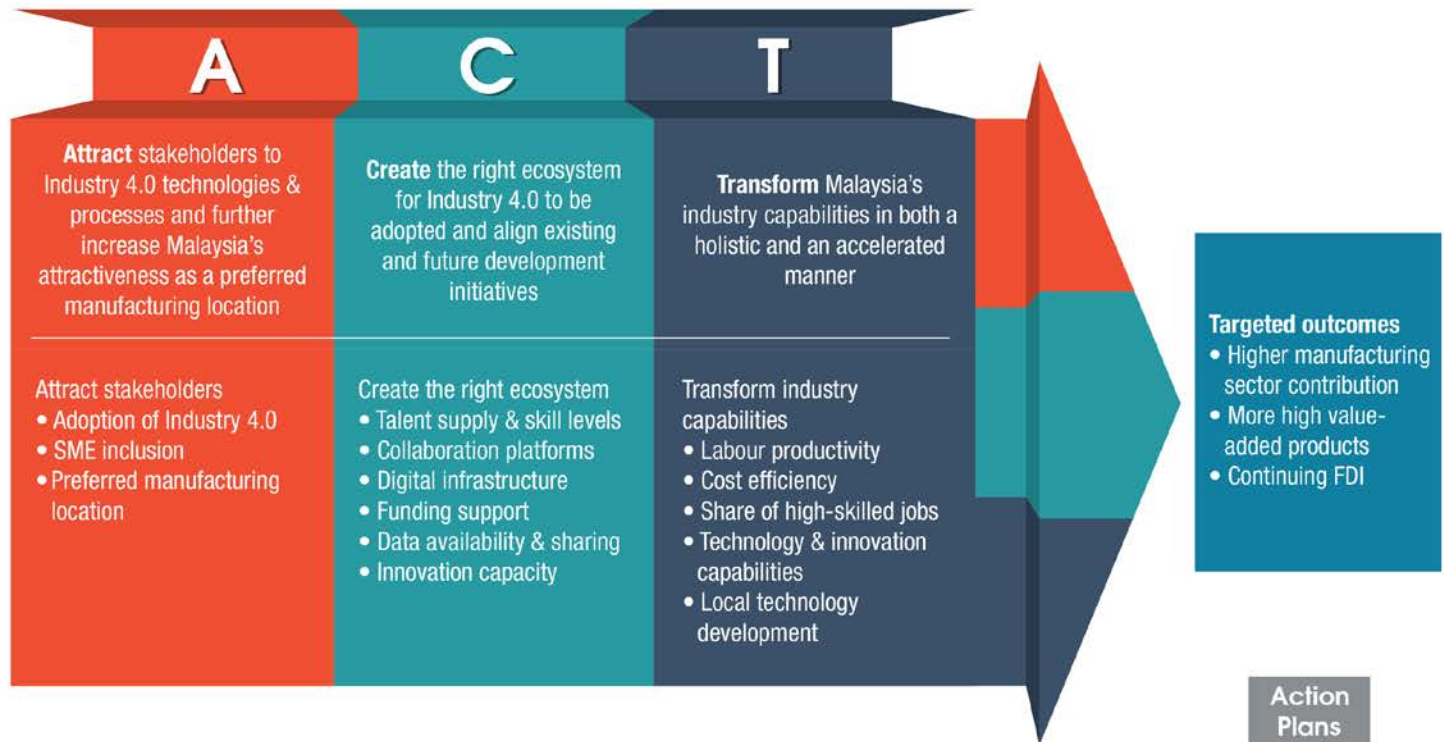 A
C
T
Attract stakeholders to
Industry 4.0 technologies &
processes and further
increase Malaysia's
attractiveness as a preferred
manufacturing location
Create the right ecosystem
for Industry 4.0 to be
adopted and align existing
and future development
initiatives
Transform Malaysia's
industry capabilities in both a
holistic and an accelerated
manner
Attract stakeholders
• Adoption of Industry 4.0
• SME inclusion
• Preferred manufacturing
location
Create the right ecosystem
• Talent supply & skill levels
• Collaboration platforms
• Digital infrastructure
• Funding support
• Data availability & sharing
• Innovation capacity
Transform industry
capabilities
• Labour productivity
• Cost efficiency
• Share of high-skilled jobs
• Technology & innovation
capabilities
• Local technology
development
Targeted outcomes
• Higher manufacturing
sector contribution
• More high value-
added products
• Continuing FDI
Action
Plans